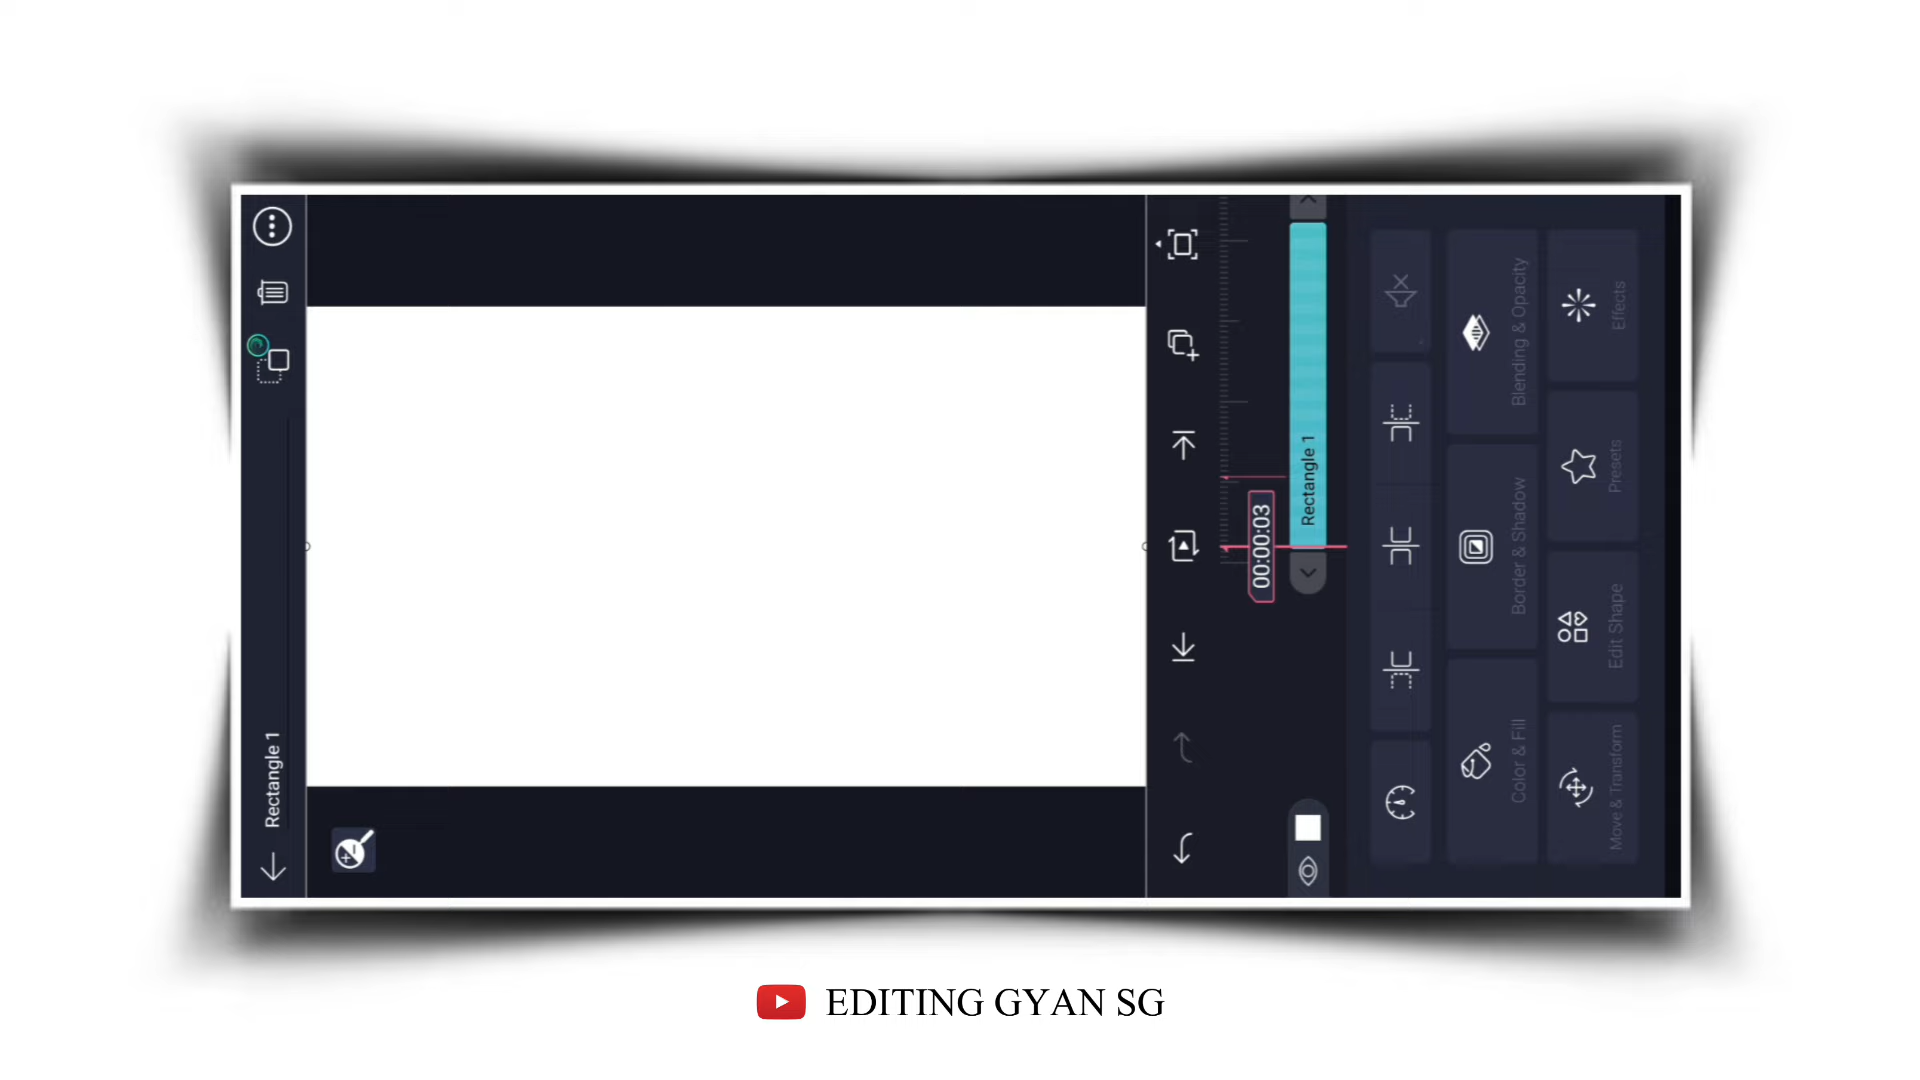 Rectangle 1
00:00:03
Rectangle 1
Color & Fill
Border & Shadow
Blending & Opacity
Move & Transform
Edit Shape
Presets
Effects
EDITING GYAN SG